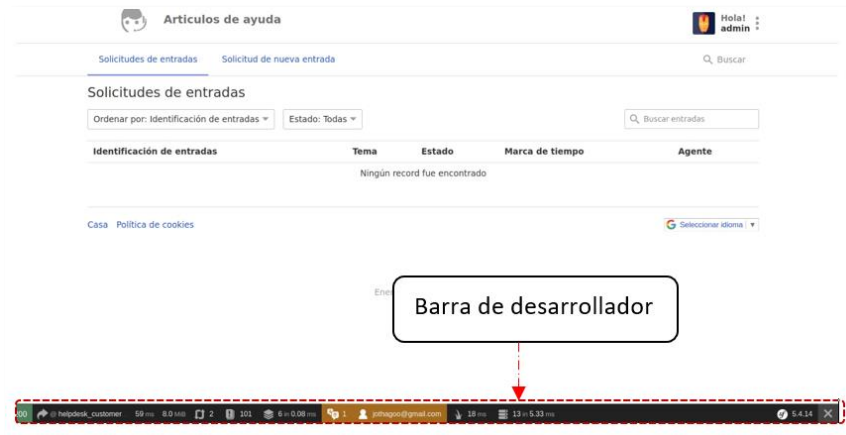 Articulos de ayuda
Hola!
admin
Solicitudes de entradas Solicitud de nueva entrada Buscar
Solicitudes de entradas
Ordenar por: Identificación de entradas Estado: Todas Buscar entradas
Identificación de entradas Tema Estado Marca de tiempo Agente
Ningún record fue encontrado
Casa Política de cookies Seleccionar idioma
Barra de desarrollador
@ helpdesk_customer 59 ms 8.0 MiB 2 101 6 in 0.08 ms 1 jothagoo@gmail.com 18 ms 13 in 5.33 ms 5.4.14